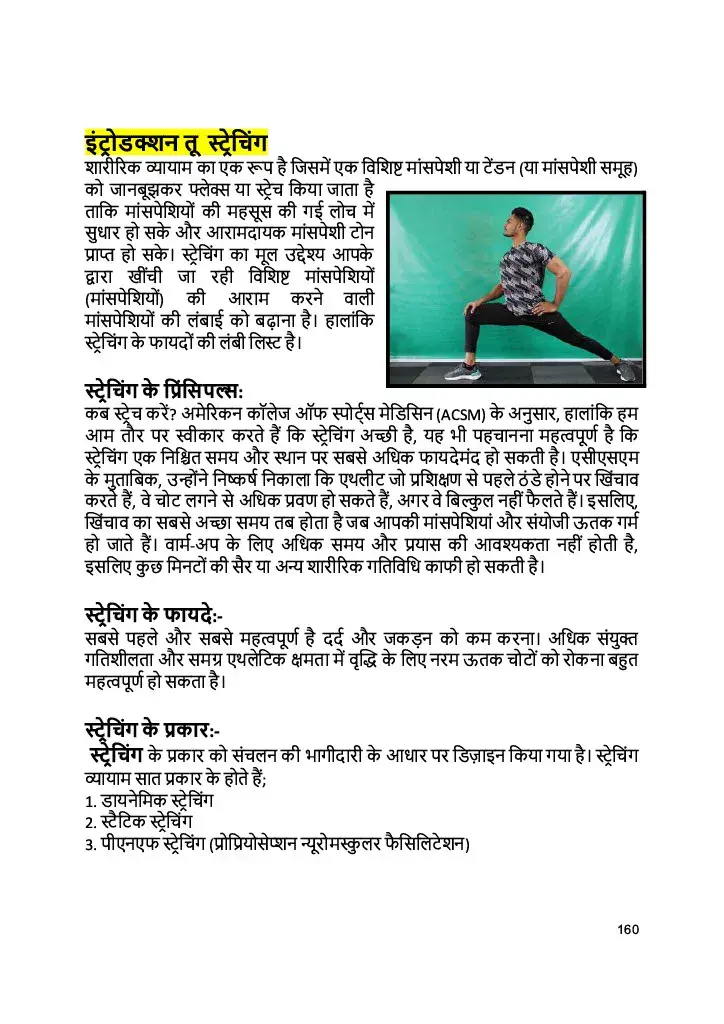 इंट्रोडक्शन तू स्ट्रेचिंग
शारीरिक व्यायाम का एक रूप है जिसमें एक विशिष्ट मांसपेशी या टेंडन (या मांसपेशी समूह)
को जानबूझकर फ्लेक्स या स्ट्रेच किया जाता है
ताकि मांसपेशियों की महसूस की गई लोच में
सुधार हो सके और आरामदायक मांसपेशी टोन
प्राप्त हो सके। स्ट्रेचिंग का मूल उद्देश्य आपके
द्वारा खींची जा रही विशिष्ट मांसपेशियों
(मांसपेशियों) की आराम करने वाली
मांसपेशियों की लंबाई को बढ़ाना है। हालांकि
स्ट्रेचिंग के फायदों की लंबी लिस्ट है।
स्ट्रेचिंग के प्रिंसिपल्स:
कब स्ट्रेच करें? अमेरिकन कॉलेज ऑफ स्पोर्ट्स मेडिसिन (ACSM) के अनुसार, हालांकि हम
आम तौर पर स्वीकार करते हैं कि स्ट्रेचिंग अच्छी है, यह भी पहचानना महत्वपूर्ण है कि
स्ट्रेचिंग एक निश्चित समय और स्थान पर सबसे अधिक फायदेमंद हो सकती है। एसीएसएम
के मुताबिक, उन्होंने निष्कर्ष निकाला कि एथलीट जो प्रशिक्षण से पहले ठंडे होने पर खिंचाव
करते हैं, वे चोट लगने से अधिक प्रवण हो सकते हैं, अगर वे बिल्कुल नहीं फैलते हैं। इसलिए,
खिंचाव का सबसे अच्छा समय तब होता है जब आपकी मांसपेशियां और संयोजी ऊतक गर्म
हो जाते हैं। वार्म-अप के लिए अधिक समय और प्रयास की आवश्यकता नहीं होती है,
इसलिए कुछ मिनटों की सैर या अन्य शारीरिक गतिविधि काफी हो सकती है।
स्ट्रेचिंग के फायदे:-
सबसे पहले और सबसे महत्वपूर्ण है दर्द और जकड़न को कम करना। अधिक संयुक्त
गतिशीलता और समग्र एथलेटिक क्षमता में वृद्धि के लिए नरम ऊतक चोटों को रोकना बहुत
महत्वपूर्ण हो सकता है।
स्ट्रेचिंग के प्रकार:-
स्ट्रेचिंग के प्रकार को संचलन की भागीदारी के आधार पर डिज़ाइन किया गया है। स्ट्रेचिंग
व्यायाम सात प्रकार के होते हैं;
1. डायनेमिक स्ट्रेचिंग
2. स्टैटिक स्ट्रेचिंग
3. पीएनएफ स्ट्रेचिंग (प्रोप्रियोसेप्शन न्यूरोमस्कुलर फैसिलिटेशन)
160